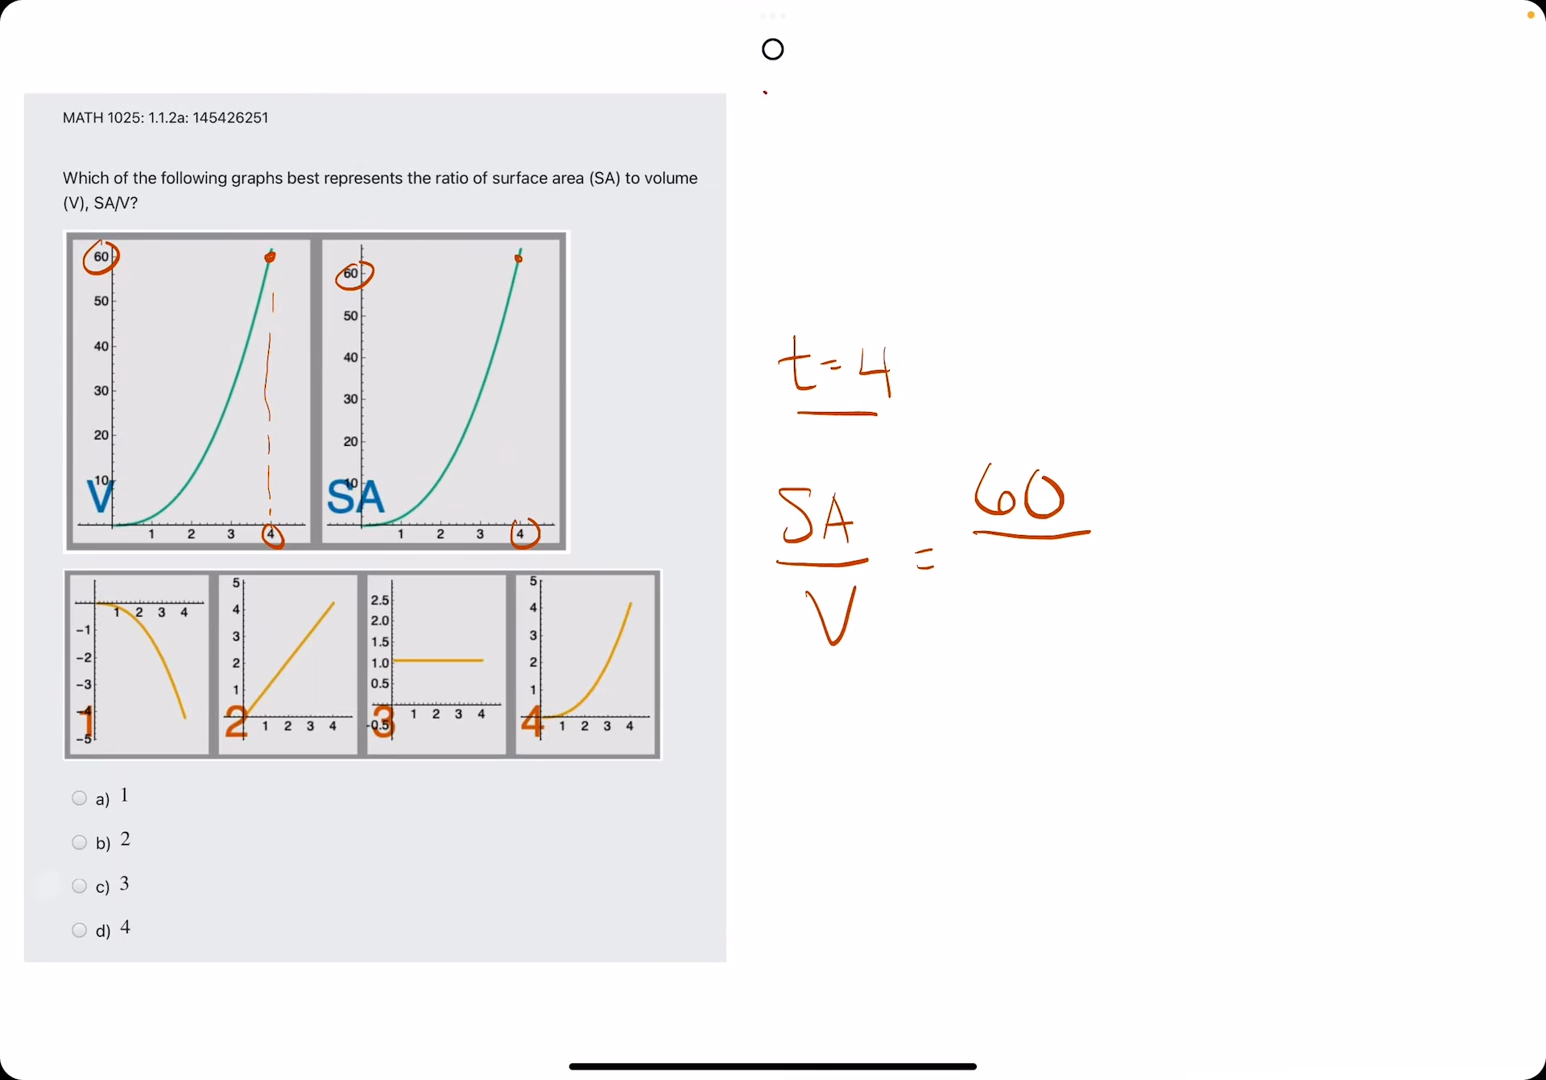 MATH 1025: 1.1.2a: 145426251
Which of the following graphs best represents the ratio of surface area (SA) to volume
(V), SA/V?
60
50
40
30
20
10
V
1 2 3 4
60
50
40
30
20
10
SA
1 2 3 4
1 2 3 4
-1
-2
-3
-4
-5
1
5
4
3
2
1
2
1 2 3 4
2.5
2.0
1.5
1.0
0.5
-0.5
3
1 2 3 4
5
4
3
2
1
4
1 2 3 4
a) 1
b) 2
c) 3
d) 4
t = 4
SA
V
=
60